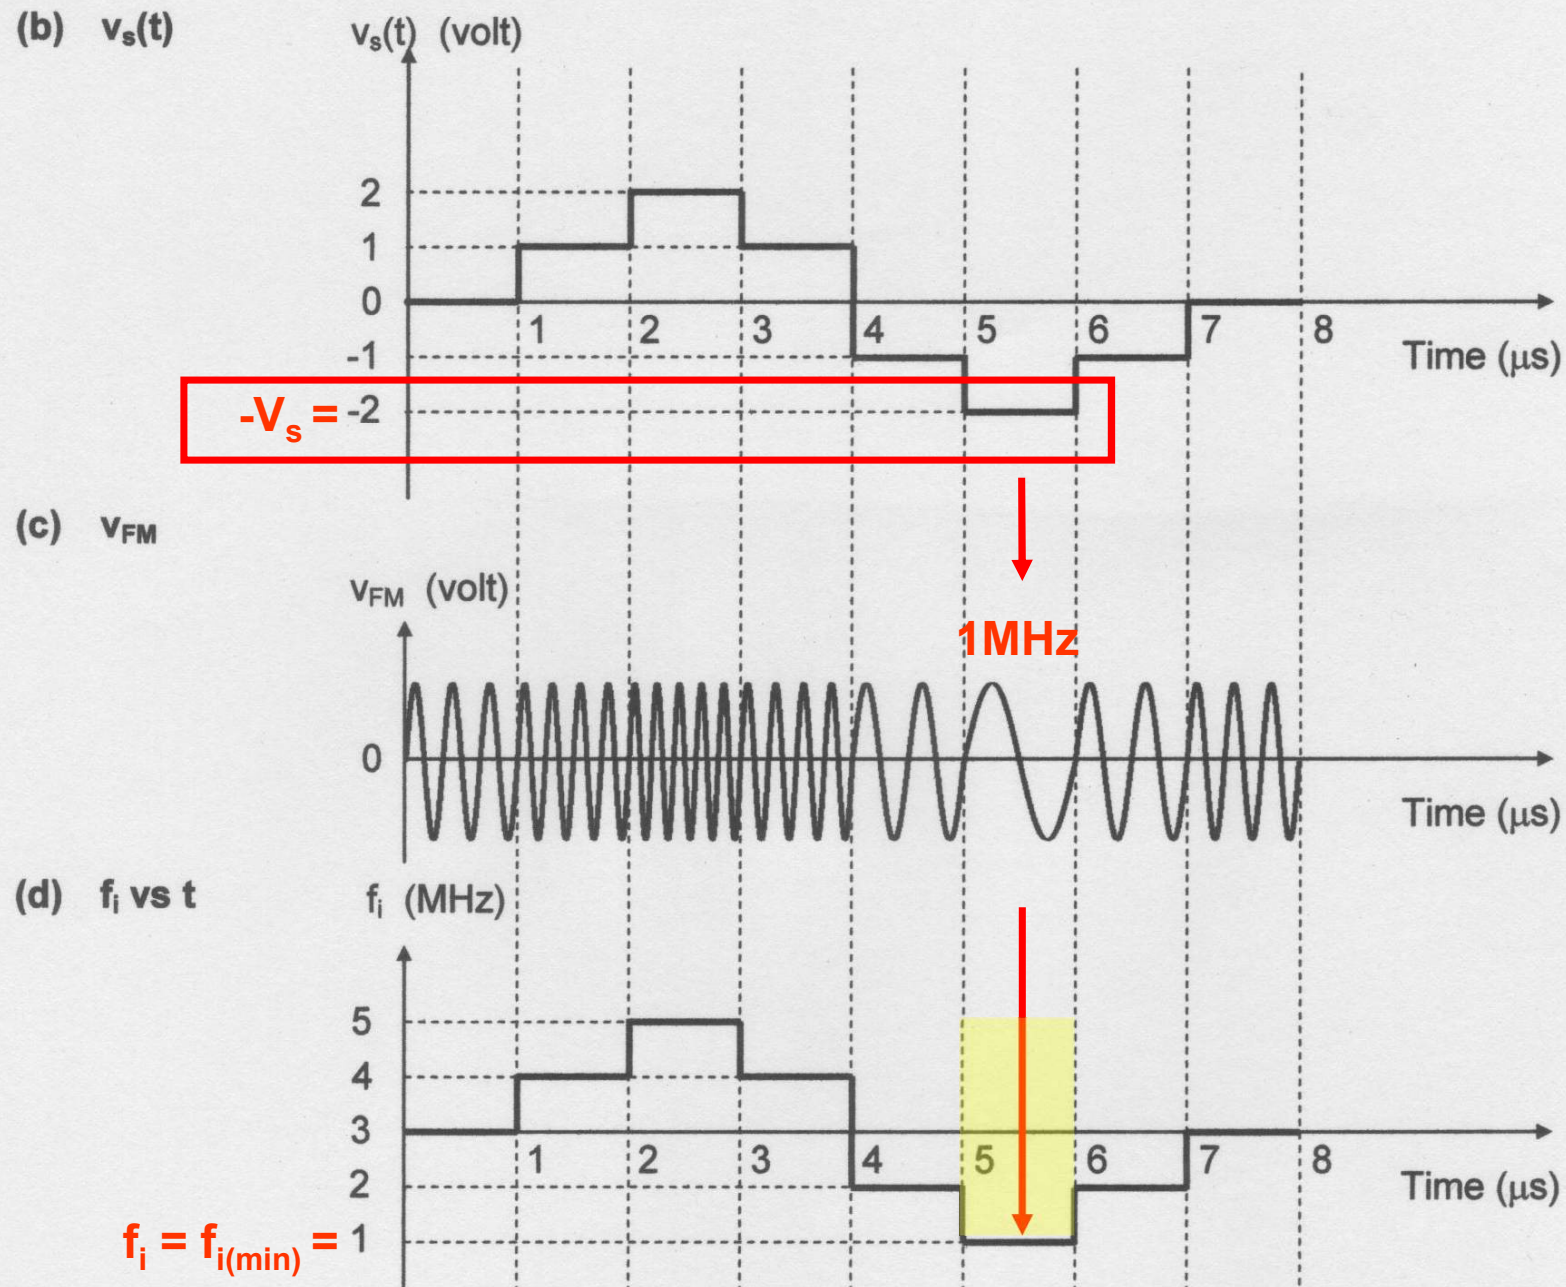 (b) vs(t)
vs(t) (volt)
2
1
0
1 2 3 4 5 6 7 8
-1
Time (μs)
-Vs = -2
(c) vFM
vFM (volt)
1MHz
0
Time (μs)
(d) fi vs t
fi (MHz)
5
4
3
1 2 3 4 5 6 7 8
2
Time (μs)
fi = fi(min) = 1